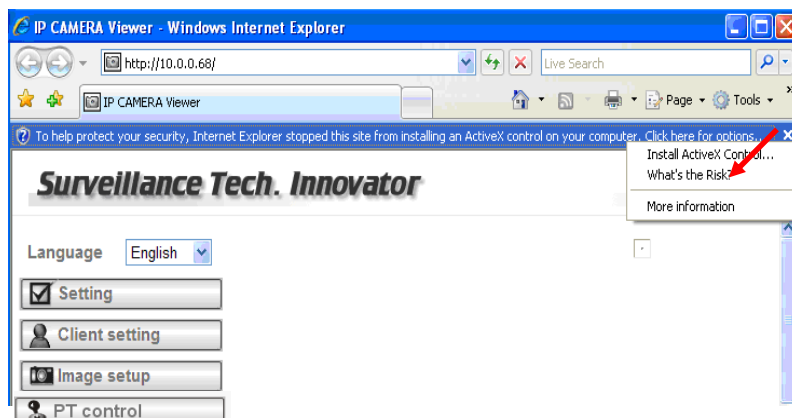 IP CAMERA Viewer - Windows Internet Explorer
http://10.0.0.68/
Live Search
IP CAMERA Viewer
Page
Tools
To help protect your security, Internet Explorer stopped this site from installing an ActiveX control on your computer. Click here for options...
Install ActiveX Control...
What's the Risk?
More information
Surveillance Tech. Innovator
Language English
Setting
Client setting
Image setup
PT control